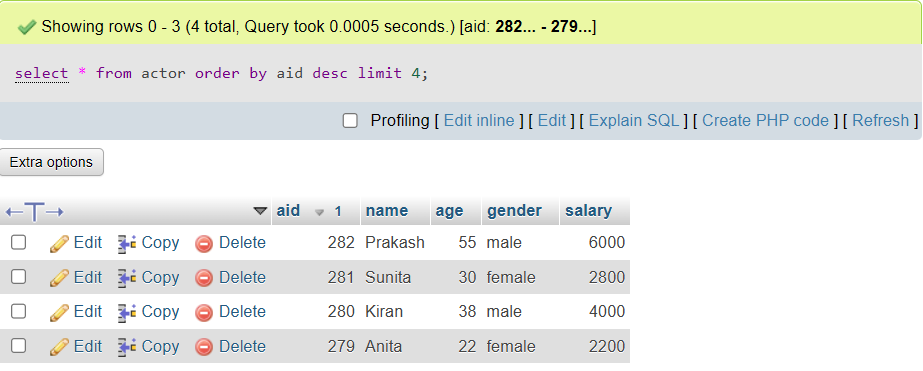 Showing rows 0 - 3 (4 total, Query took 0.0005 seconds.) [aid: 282... - 279...]
select * from actor order by aid desc limit 4;
Profiling [ Edit inline ] [ Edit ] [ Explain SQL ] [ Create PHP code ] [ Refresh ]
Extra options
←T→ aid 1 name age gender salary
Edit Copy Delete 282 Prakash 55 male 6000
Edit Copy Delete 281 Sunita 30 female 2800
Edit Copy Delete 280 Kiran 38 male 4000
Edit Copy Delete 279 Anita 22 female 2200